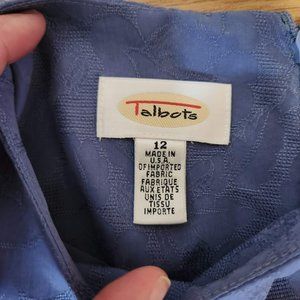 Talbots
12
MADE IN
U.S.A.
OF IMPORTED
FABRIC
FABRIQUE
AUX ETATS
UNIS DE
TISSU
IMPORTE